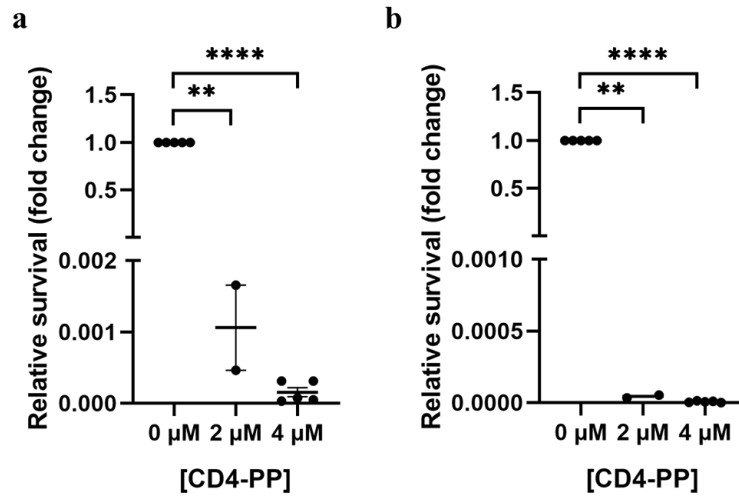 a
****
**
Relative survival (fold change)
1.5
1.0
0.5
0.002
0.001
0.000
0 µM 2 µM 4 µM
[CD4-PP]
b
****
**
Relative survival (fold change)
1.5
1.0
0.5
0.0010
0.0005
0.0000
0 µM 2 µM 4 µM
[CD4-PP]